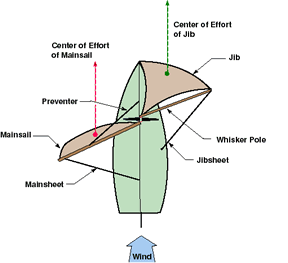 Center of Effort
of Jib
Center of Effort
of Mainsail
Jib
Preventer
Mainsail
Whisker Pole
Jibsheet
Mainsheet
Wind